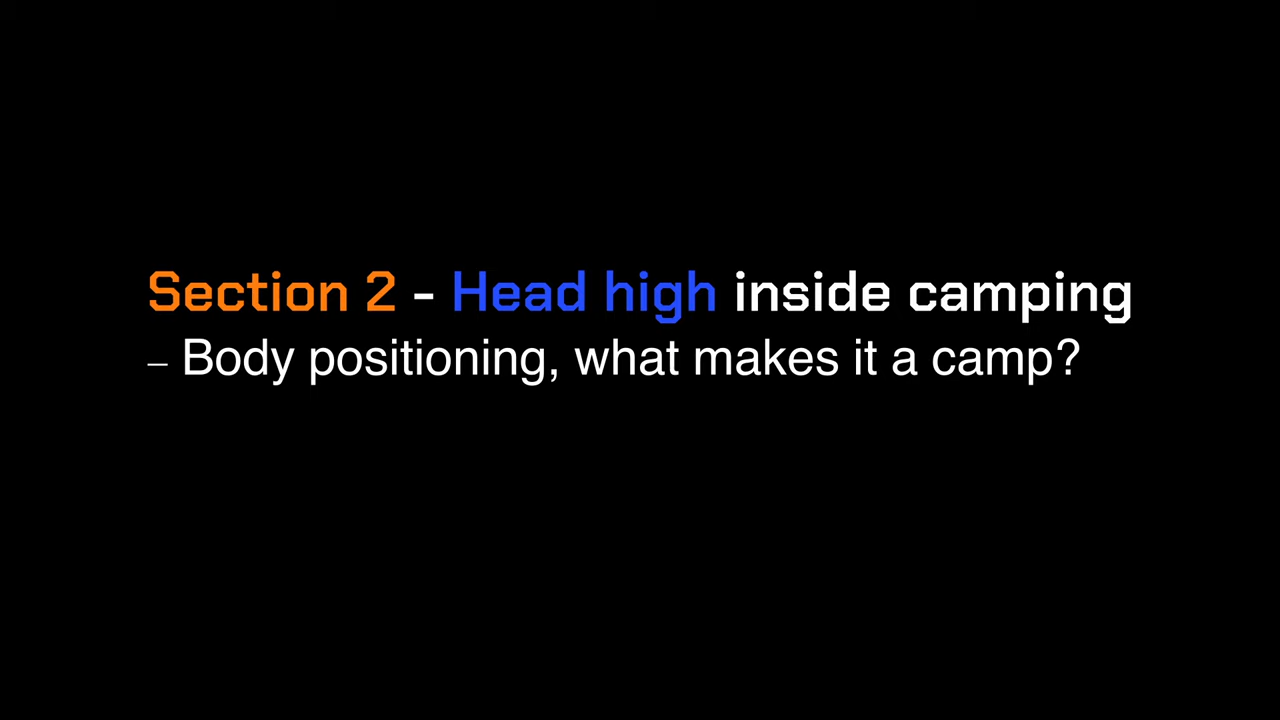 Section 2 - Head high inside camping
– Body positioning, what makes it a camp?